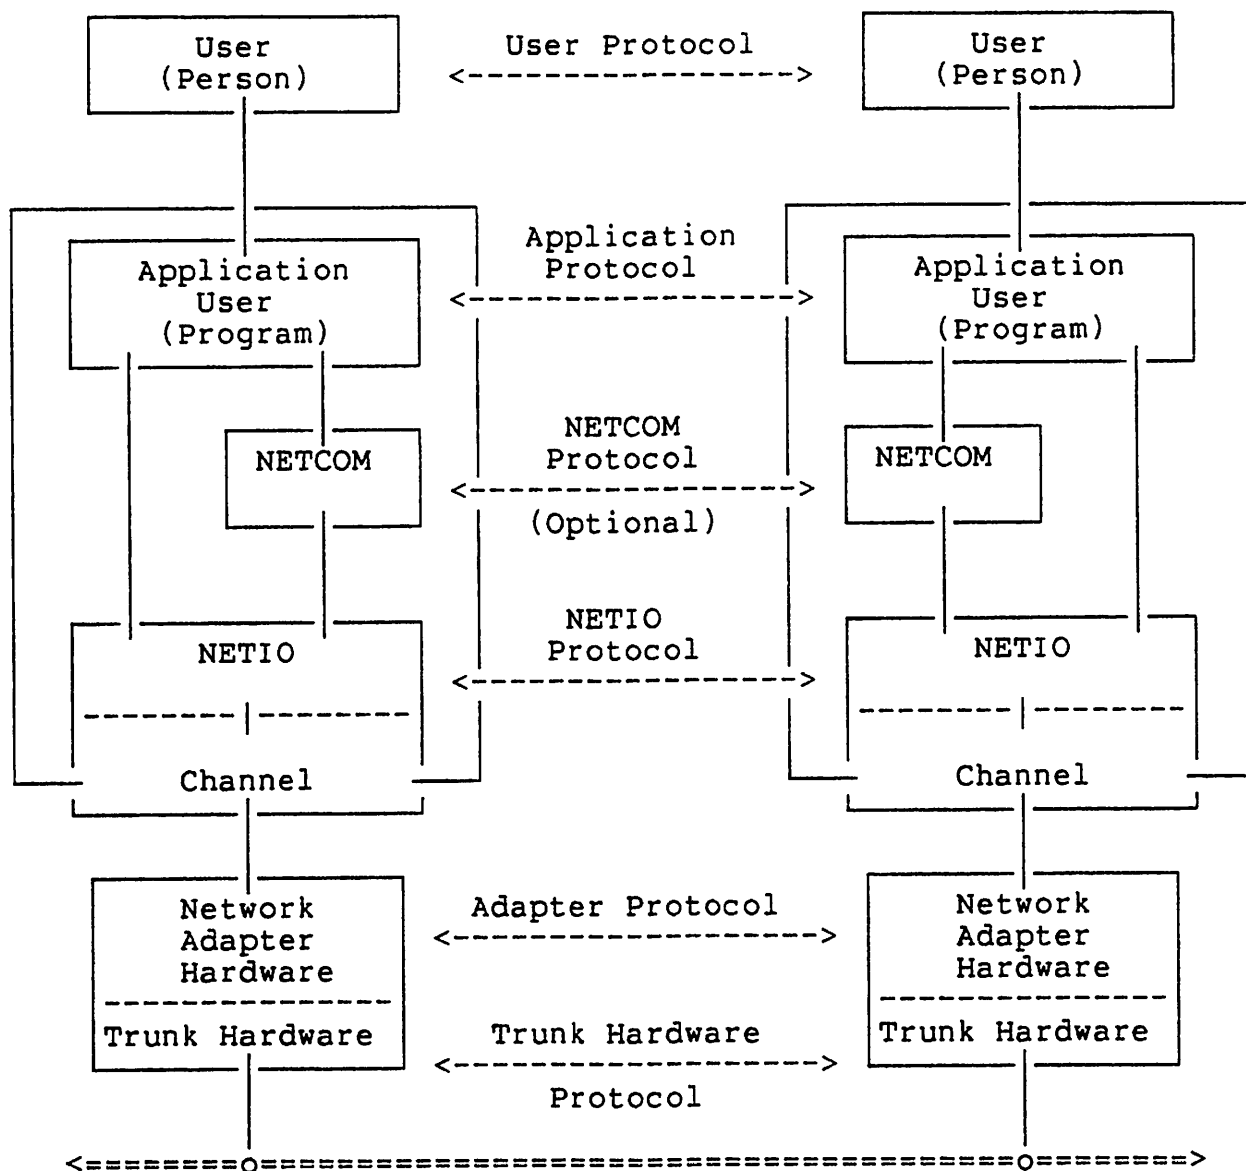 User
(Person)
User Protocol
<---------------->
User
(Person)
Application
User
(Program)
Application
Protocol
<---------------->
Application
User
(Program)
NETCOM
NETCOM
Protocol
<---------------->
(Optional)
NETCOM
NETIO
NETIO
Protocol
<---------------->
NETIO
Channel
Channel
Network
Adapter
Hardware
Adapter Protocol
<------------------>
Network
Adapter
Hardware
Trunk Hardware
Trunk Hardware
<------------------>
Protocol
Trunk Hardware